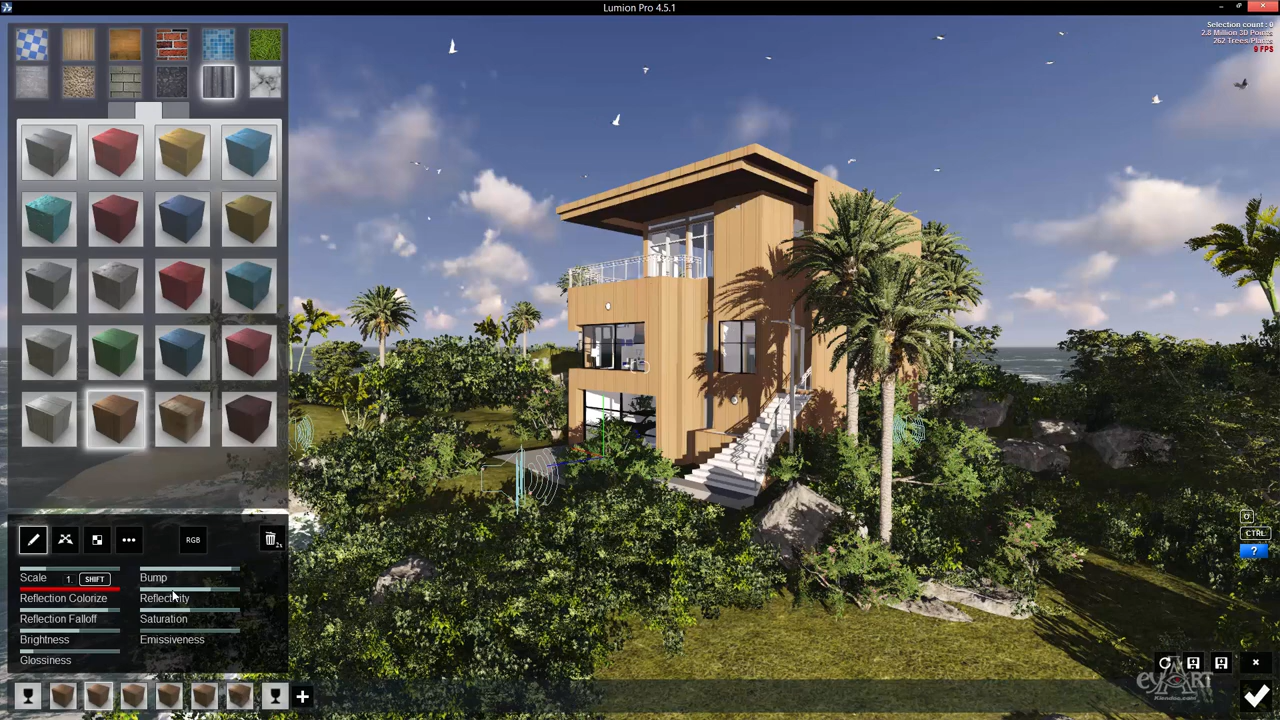 Lumion Pro 4.5.1
Selection count : 0
2.8 Million 3D Points
262 Trees/Plants
9 FPS
RGB
Scale 1. SHIFT
Bump
Reflection Colorize
Reflectivity
Reflection Falloff
Saturation
Brightness
Emissiveness
Glossiness
U
CTRL
?
eyART